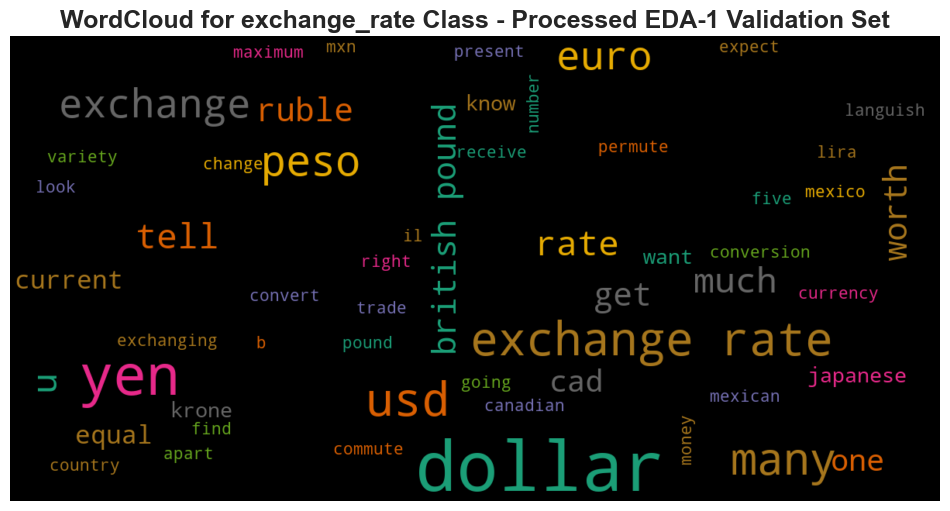 WordCloud for exchange_rate Class - Processed EDA-1 Validation Set
maximum
mxn
present
euro
expect
exchange
ruble
know
number
languish
british pound
variety
change
peso
receive
permute
lira
look
five
mexico
worth
tell
il
rate
right
want
conversion
current
convert
trade
get
much
currency
exchanging
b
pound
exchange rate
u
yen
usd
going
cad
japanese
krone
canadian
mexican
equal
find
commute
money
country
apart
dollar
many
one